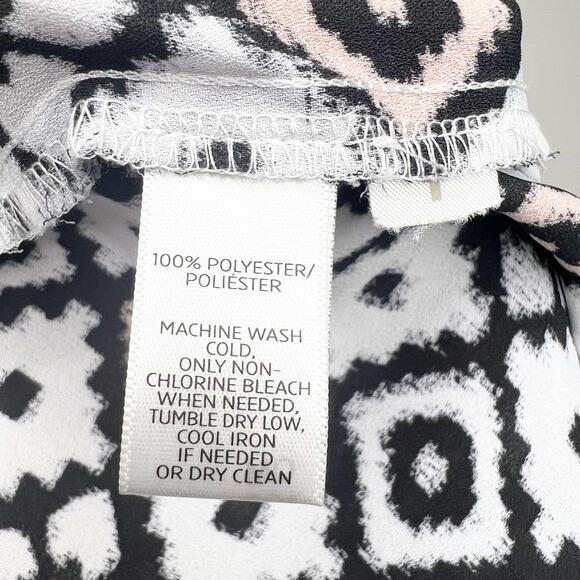 100% POLYESTER/
POLIÉSTER
MACHINE WASH
COLD,
ONLY NON-
CHLORINE BLEACH
WHEN NEEDED,
TUMBLE DRY LOW,
COOL IRON
IF NEEDED
OR DRY CLEAN